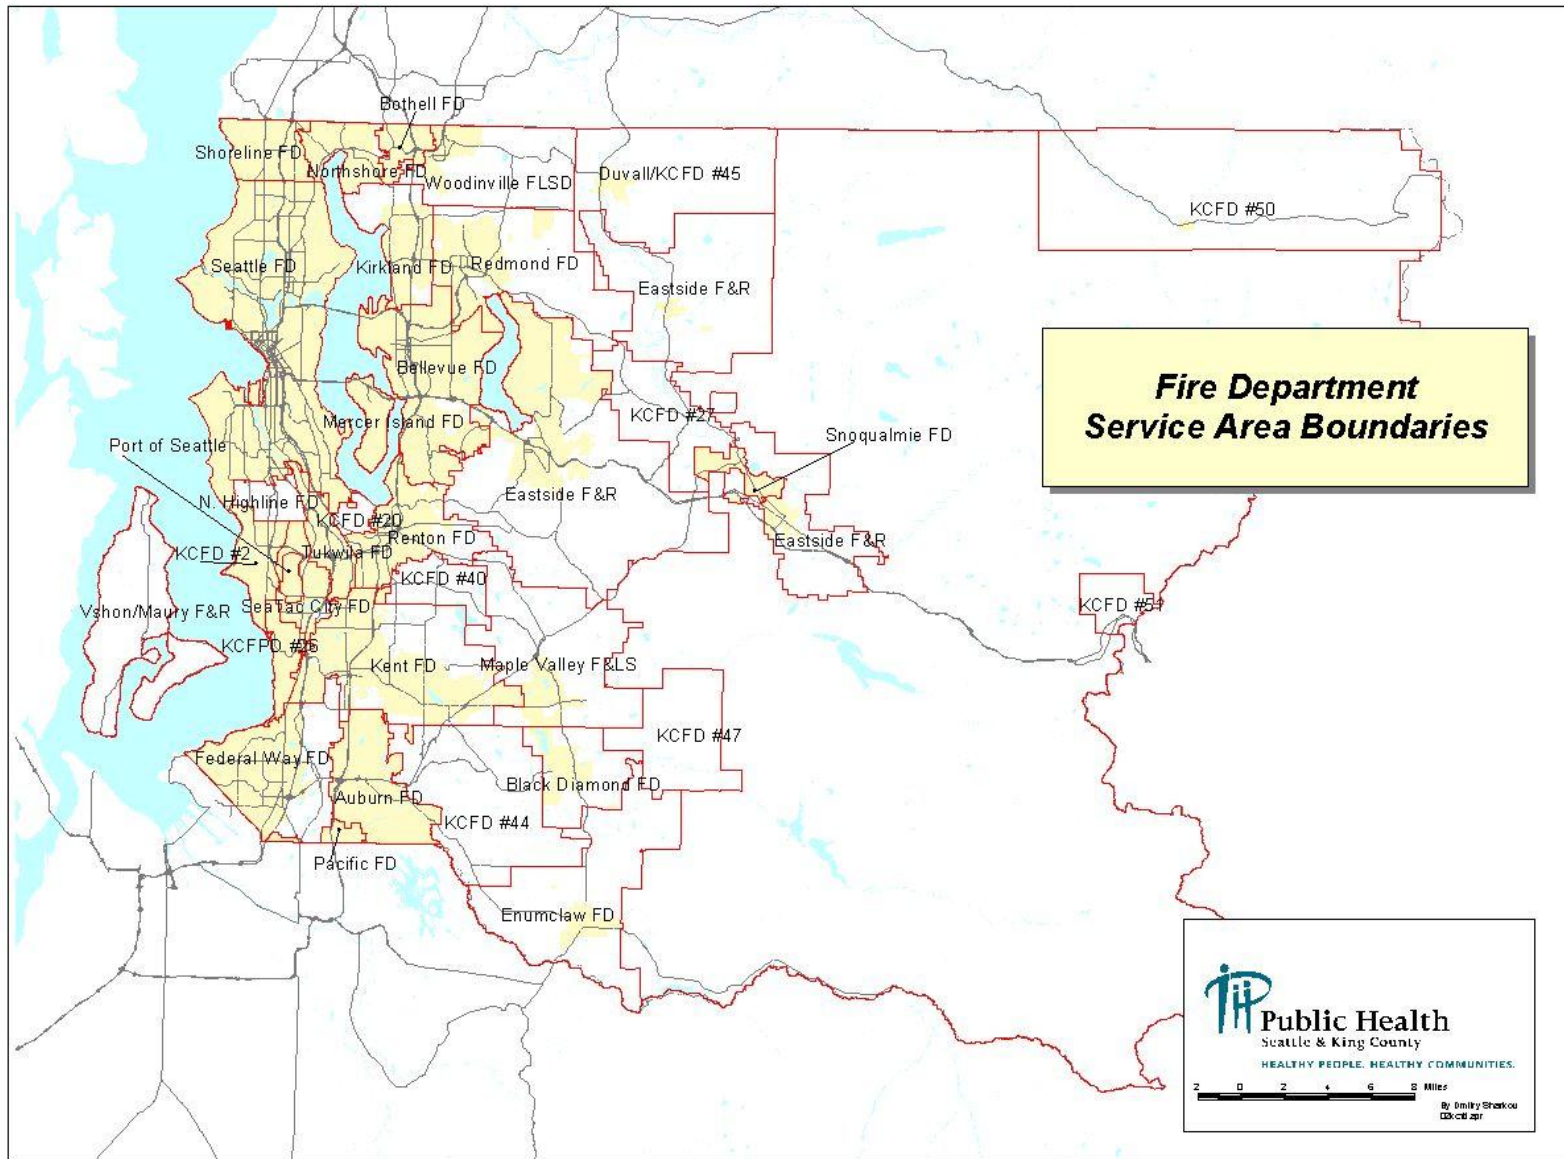 Bothell FD
Shoreline FD
Northshore FD
Woodinville FLSD
Duvall/KCFD #45
KCFD #50
Seattle FD
Kirkland FD
Redmond FD
Eastside F&R
Fire Department
Service Area Boundaries
Bellevue FD
Mercer Island FD
KCFD #27
Snoqualmie FD
Port of Seattle
N. Highline FD
Eastside F&R
KCFD #20
Renton FD
Eastside F&R
KCFD #2
Tukwila FD
KCFD #40
Vshon/Maury F&R
SeaTac City FD
KCFD #51
KCFPD #26
Kent FD
Maple Valley F&LS
KCFD #47
Federal Way FD
Auburn FD
Black Diamond FD
KCFD #44
Pacific FD
Enumclaw FD
Public Health
Seattle & King County
HEALTHY PEOPLE. HEALTHY COMMUNITIES.
2 0 2 4 6 8 Miles
By Dmitry Sharkou